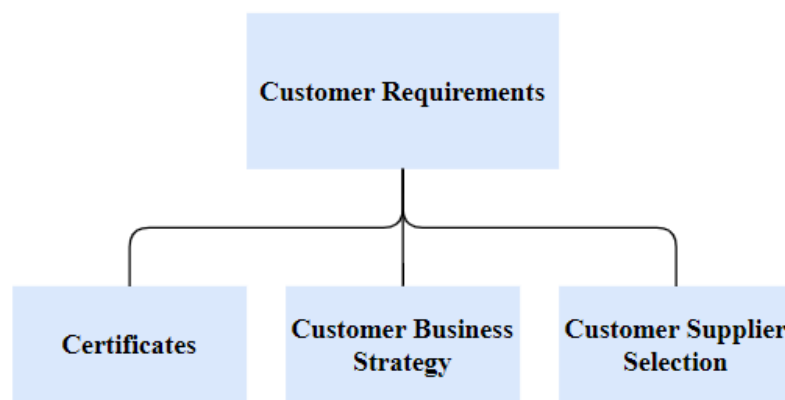 Customer Requirements
Certificates
Customer Business
Strategy
Customer Supplier
Selection